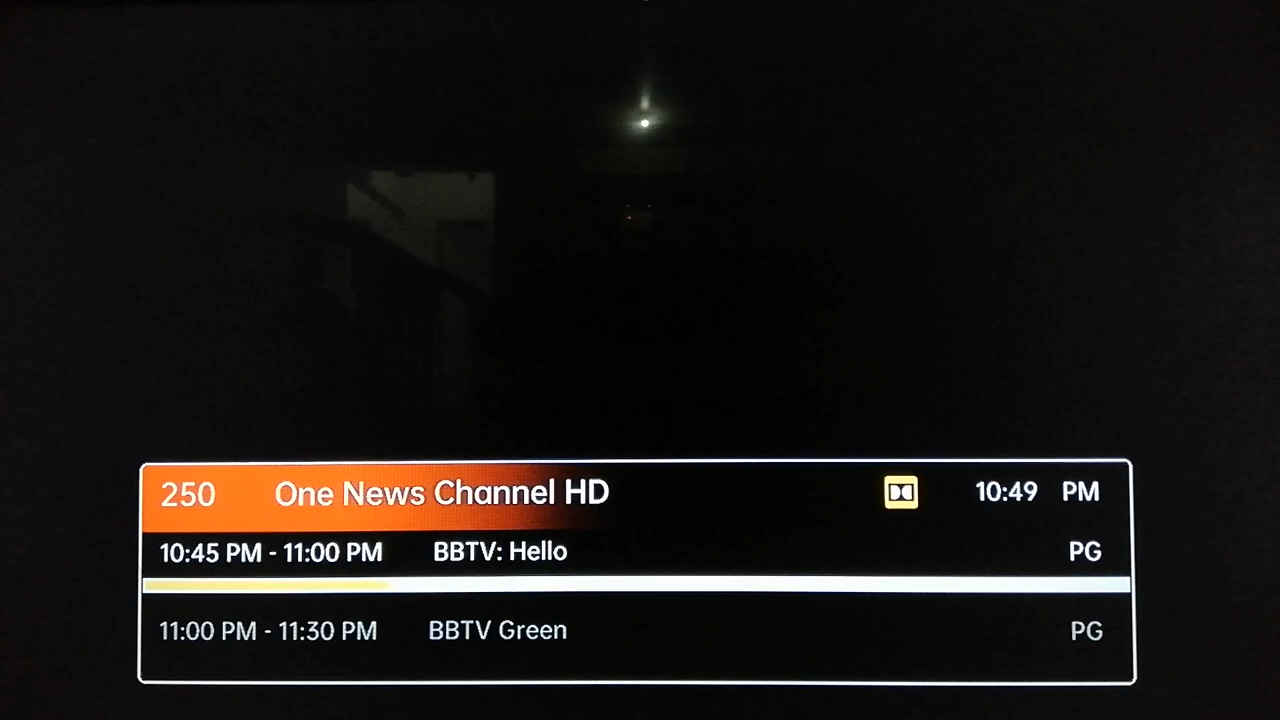 250 One News Channel HD 10:49 PM
10:45 PM - 11:00 PM BBTV: Hello PG
11:00 PM - 11:30 PM BBTV Green PG